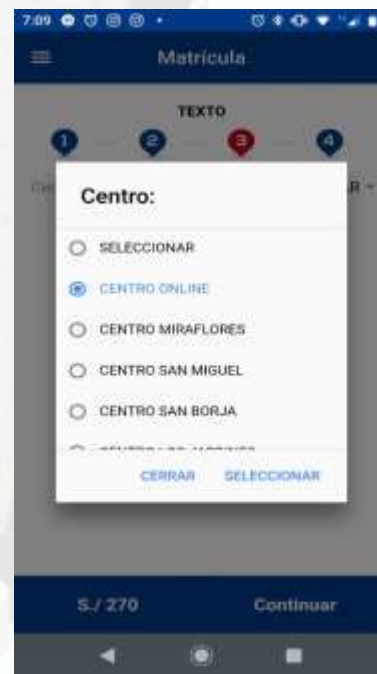 7:09
Matrícula
TEXTO
1 2 3 4
Centro:
SELECCIONAR
CENTRO ONLINE
CENTRO MIRAFLORES
CENTRO SAN MIGUEL
CENTRO SAN BORJA
CERRAR SELECCIONAR
S./ 270 Continuar